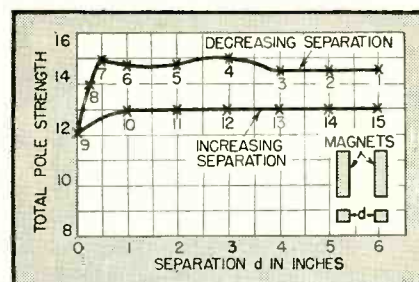 TOTAL POLE STRENGTH
16
14
12
10
8
DECREASING SEPARATION
7 6 5 4 3 2 1
8
9 10 11 12 13 14 15
INCREASING SEPARATION
MAGNETS
d
0 1 2 3 4 5 6
SEPARATION d IN INCHES